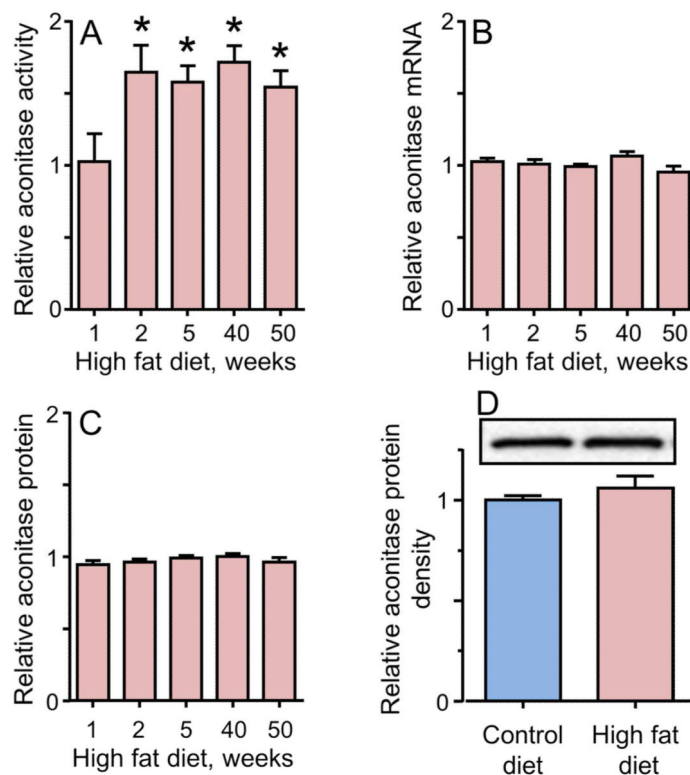 A
Relative aconitase activity
2
1
0
* * * *
1 2 5 40 50
High fat diet, weeks
B
Relative aconitase mRNA
2
1
0
1 2 5 40 50
High fat diet, weeks
C
Relative aconitase protein
2
1
0
1 2 5 40 50
High fat diet, weeks
D
Relative aconitase protein
density
1
0
Control High fat
diet diet